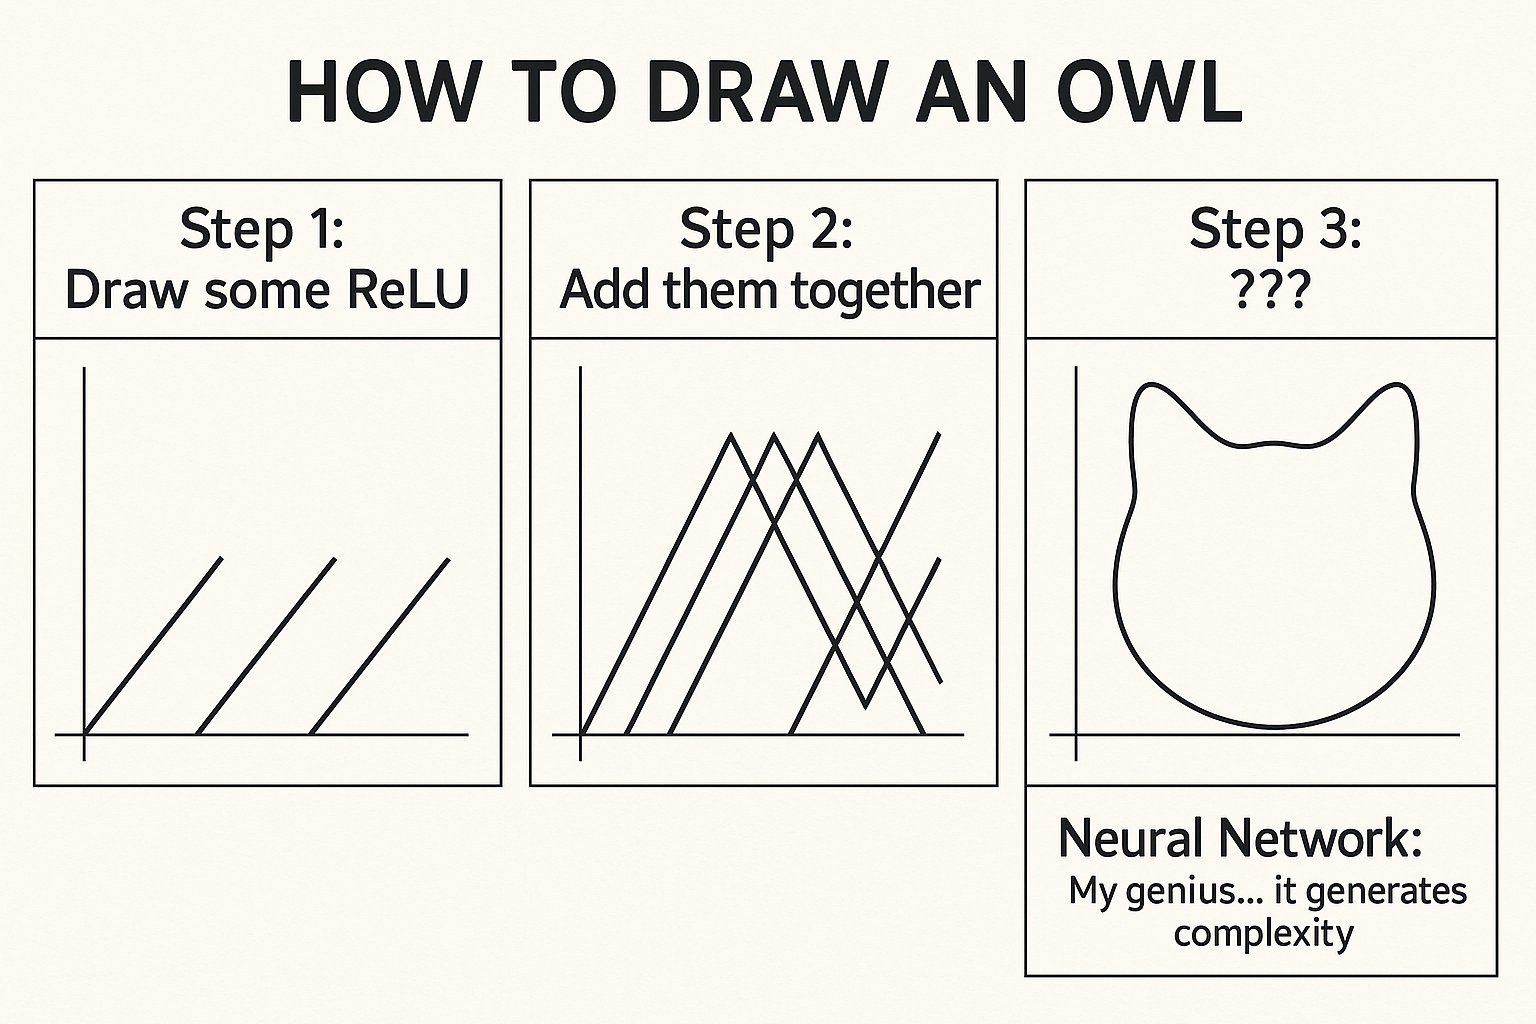 HOW TO DRAW AN OWL
Step 1:
Draw some ReLU
Step 2:
Add them together
Step 3:
???
Neural Network:
My genius... it generates
complexity